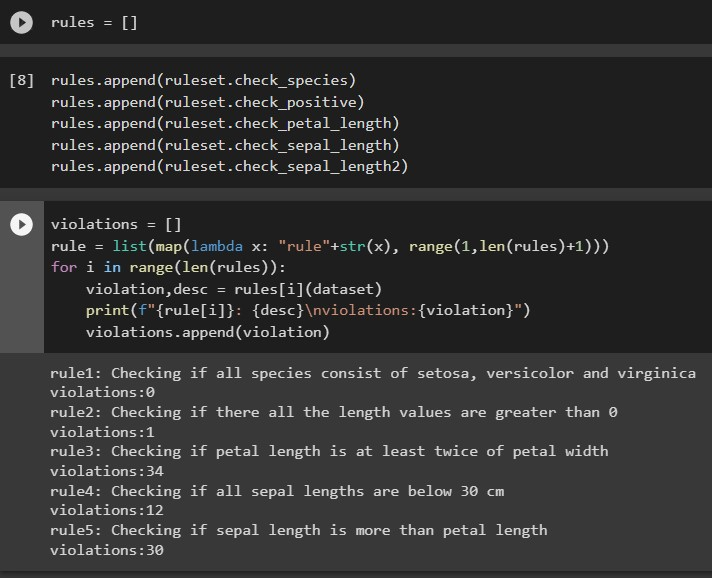 rules = []
[8] rules.append(ruleset.check_species)
rules.append(ruleset.check_positive)
rules.append(ruleset.check_petal_length)
rules.append(ruleset.check_sepal_length)
rules.append(ruleset.check_sepal_length2)
violations = []
rule = list(map(lambda x: "rule"+str(x), range(1,len(rules)+1)))
for i in range(len(rules)):
    violation,desc = rules[i](dataset)
    print(f"{rule[i]}: {desc}\nviolations:{violation}")
    violations.append(violation)
rule1: Checking if all species consist of setosa, versicolor and virginica
violations:0
rule2: Checking if there all the length values are greater than 0
violations:1
rule3: Checking if petal length is at least twice of petal width
violations:34
rule4: Checking if all sepal lengths are below 30 cm
violations:12
rule5: Checking if sepal length is more than petal length
violations:30